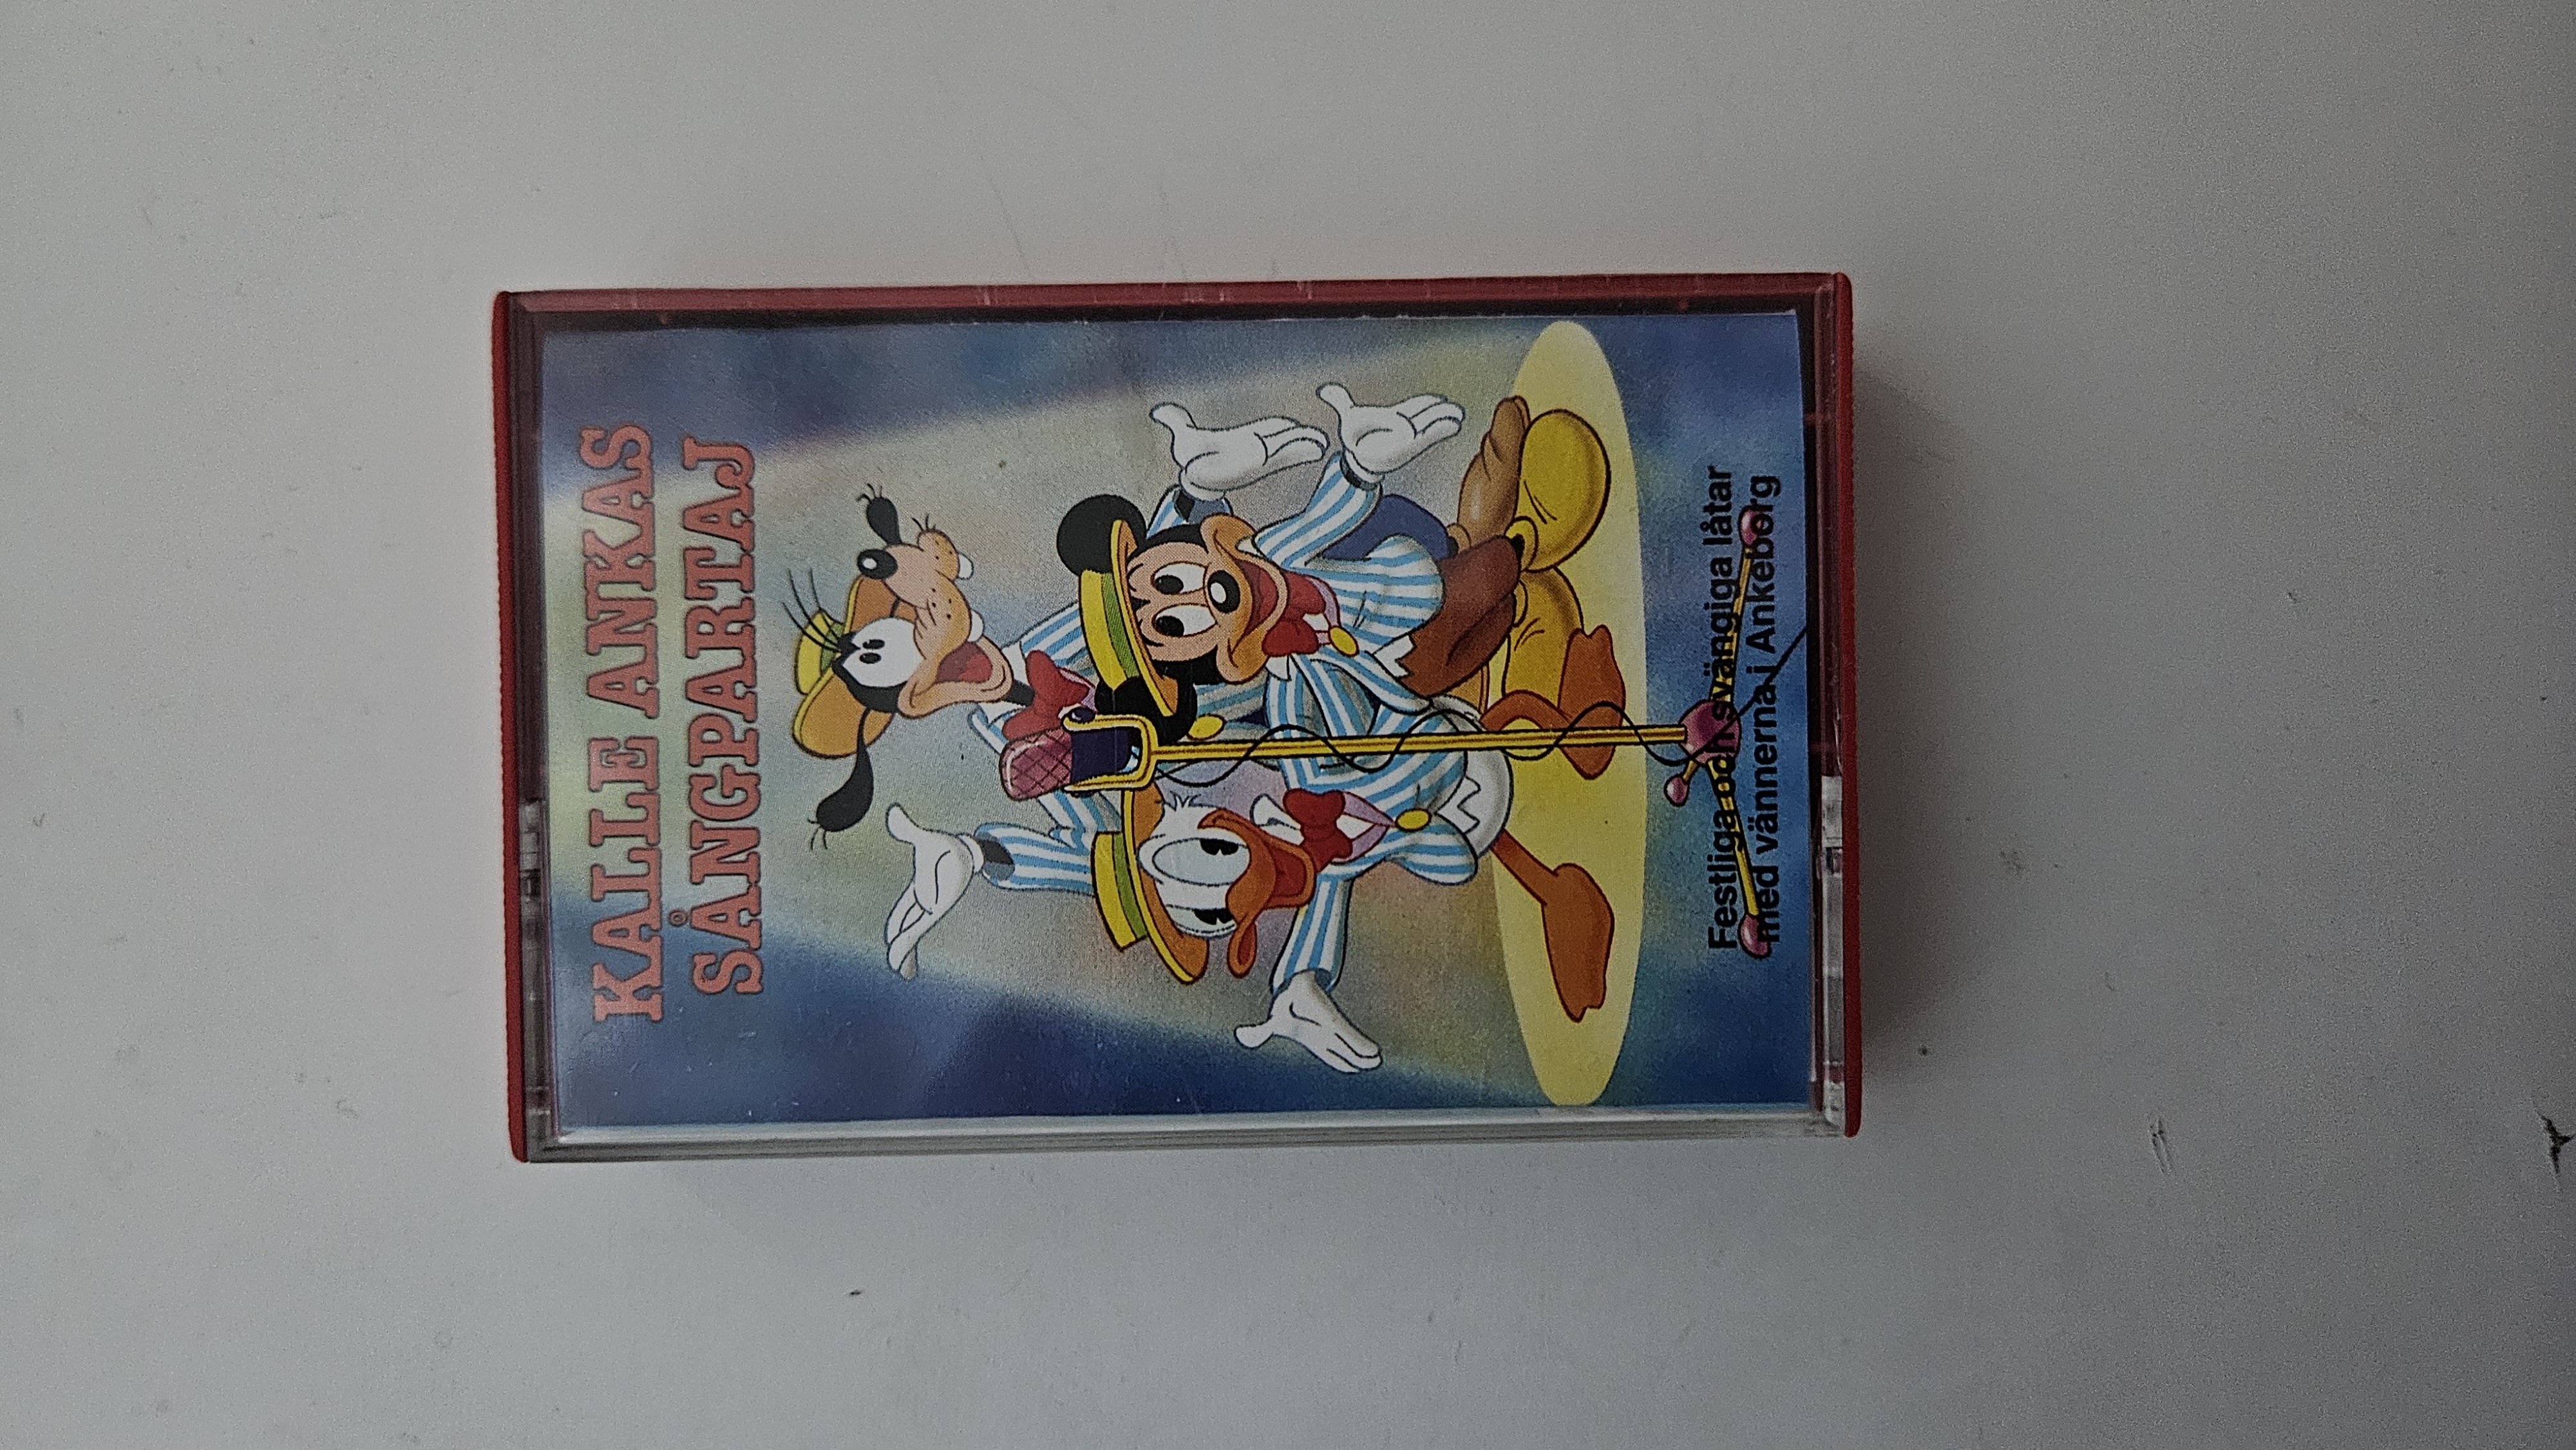 KALLE ANKAS
SÅNGPARTAJ
Festliga och svängiga låtar
med vännerna i Ankeborg